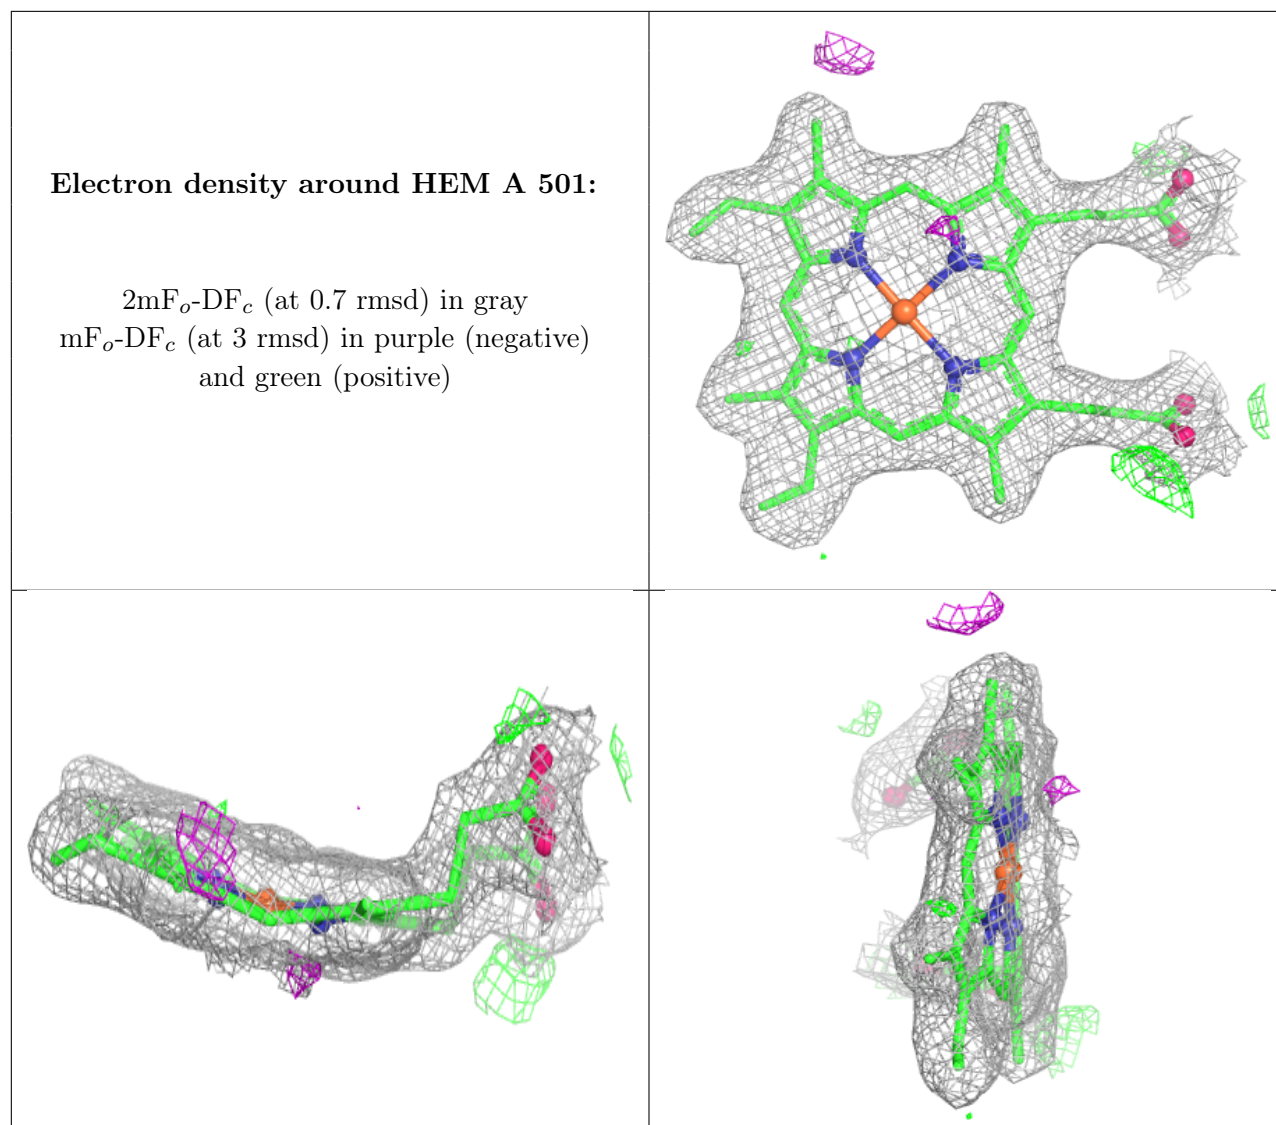 Electron density around HEM A 501:
2mFₒ-DF𝒸 (at 0.7 rmsd) in gray
mFₒ-DF𝒸 (at 3 rmsd) in purple (negative)
and green (positive)